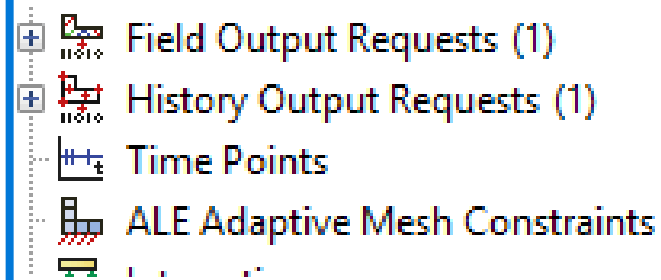 Field Output Requests (1)
History Output Requests (1)
Time Points
ALE Adaptive Mesh Constraints